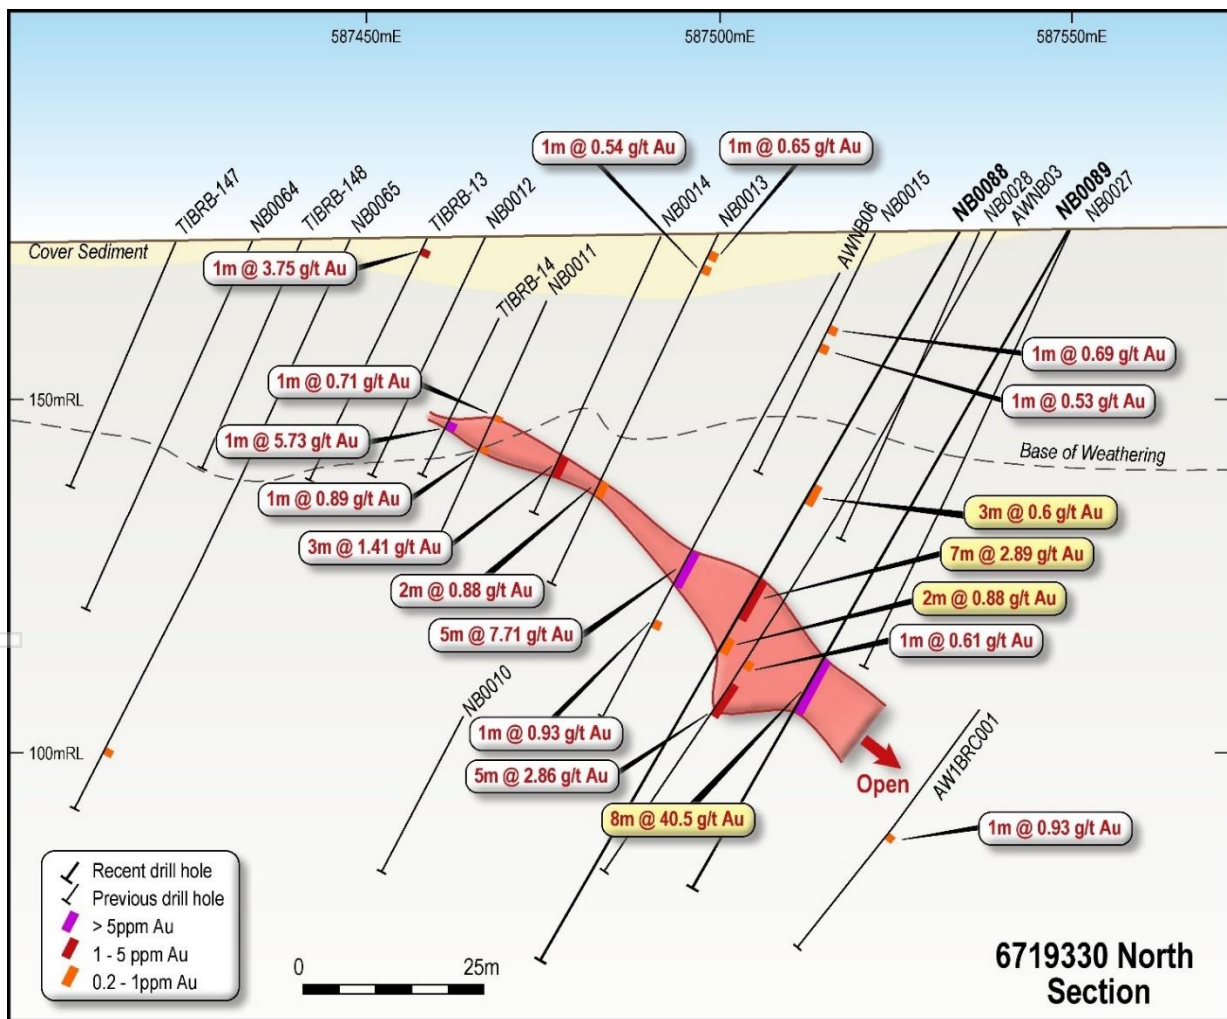 587450mE
587500mE
587550mE
1m @ 0.54 g/t Au
1m @ 0.65 g/t Au
TIBRB-147
NB0064
TIBRB-148
NB0065
TIBRB-13
NB0012
NB0014
NB0013
AWNB06
NB0015
NB0088
NB0028
AWNB03
NB0089
NB0027
Cover Sediment
1m @ 3.75 g/t Au
TIBRB-14
NB0011
1m @ 0.69 g/t Au
1m @ 0.71 g/t Au
1m @ 0.53 g/t Au
150mRL
1m @ 5.73 g/t Au
Base of Weathering
1m @ 0.89 g/t Au
3m @ 0.6 g/t Au
3m @ 1.41 g/t Au
7m @ 2.89 g/t Au
2m @ 0.88 g/t Au
2m @ 0.88 g/t Au
5m @ 7.71 g/t Au
1m @ 0.61 g/t Au
NB0010
1m @ 0.93 g/t Au
100mRL
5m @ 2.86 g/t Au
Open
AW1BRC001
8m @ 40.5 g/t Au
1m @ 0.93 g/t Au
Recent drill hole
Previous drill hole
> 5ppm Au
1 - 5 ppm Au
0.2 - 1ppm Au
0
25m
6719330 North
Section